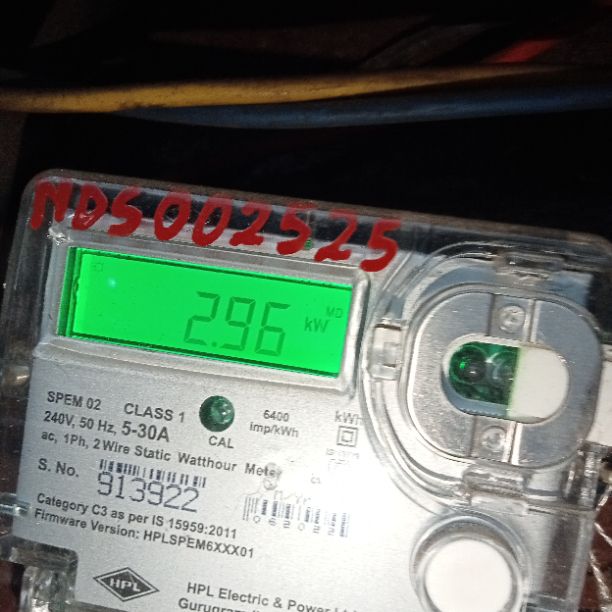 NDS002525
MD
2.96 kW
SPEM 02 CLASS 1
6400
imp/kWh
kWh
240V, 50 Hz, 5-30A
CAL
ac, 1Ph, 2 Wire Static Watthour Meter
S. No.
913922
Category C3 as per IS 15959:2011
Firmware Version: HPLSPEM6XXX01
HPL
HPL Electric & Power